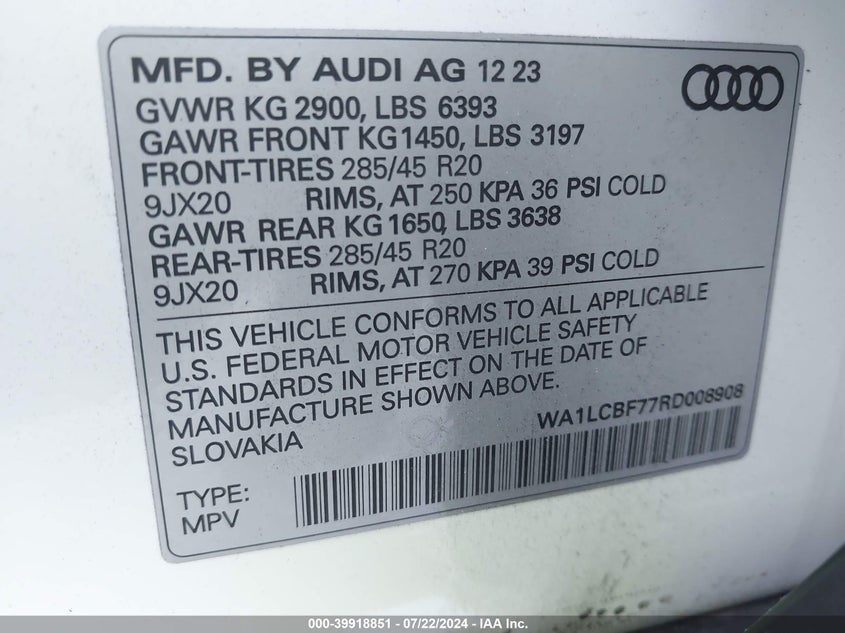 MFD. BY AUDI AG 12 23
GVWR KG 2900, LBS 6393
GAWR FRONT KG1450, LBS 3197
FRONT-TIRES 285/45 R20
9JX20 RIMS, AT 250 KPA 36 PSI COLD
GAWR REAR KG 1650, LBS 3638
REAR-TIRES 285/45 R20
9JX20 RIMS, AT 270 KPA 39 PSI COLD
THIS VEHICLE CONFORMS TO ALL APPLICABLE
U.S. FEDERAL MOTOR VEHICLE SAFETY
STANDARDS IN EFFECT ON THE DATE OF
MANUFACTURE SHOWN ABOVE.
SLOVAKIA
WA1LCBF77RD008908
TYPE:
MPV
000-39918851 - 07/22/2024 - IAA Inc.